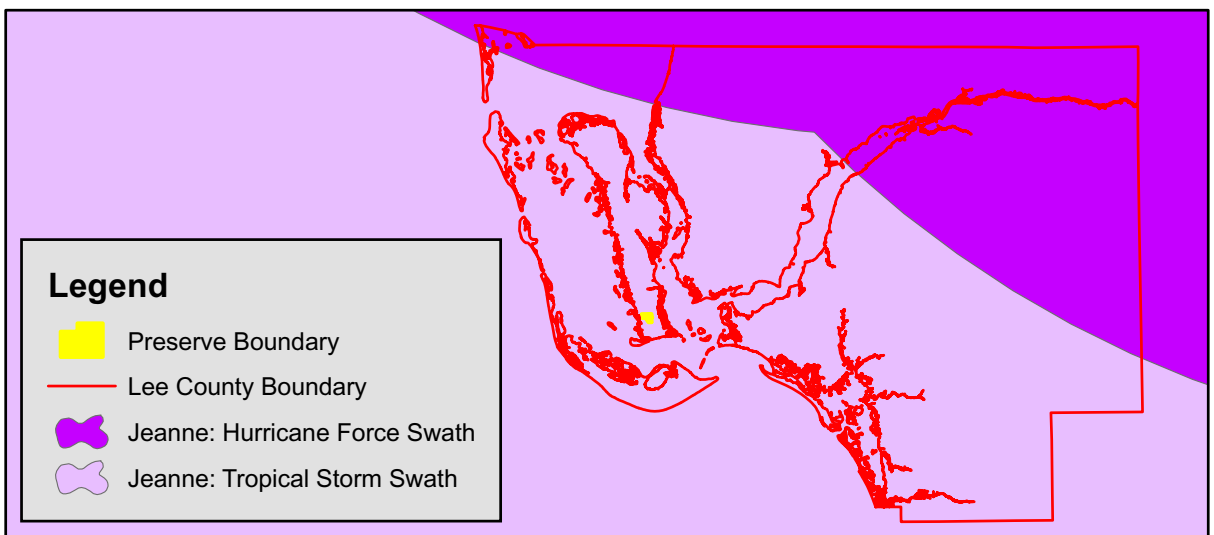 Legend
Preserve Boundary
Lee County Boundary
Jeanne: Hurricane Force Swath
Jeanne: Tropical Storm Swath